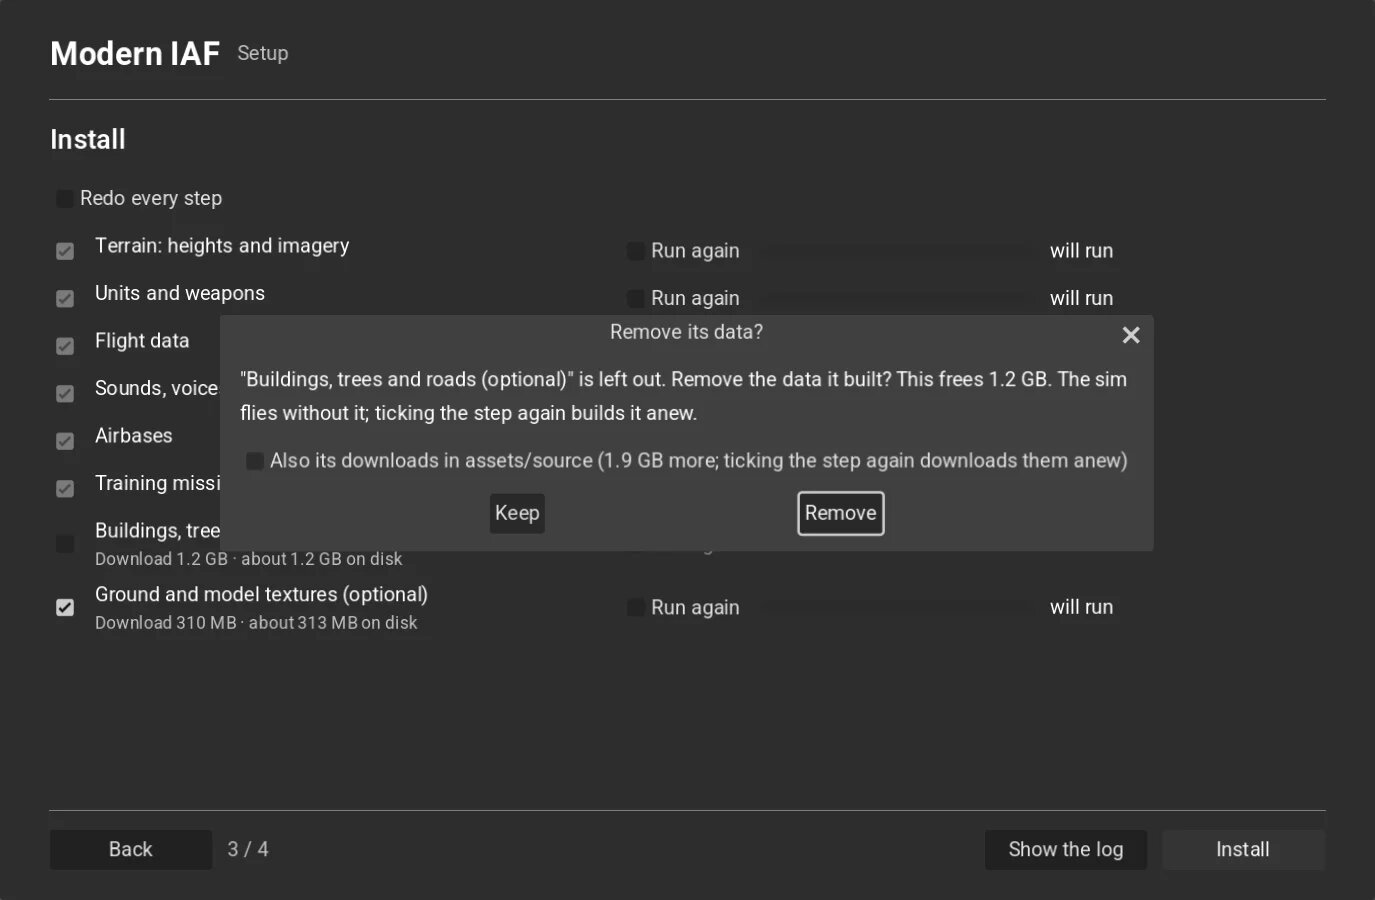 Modern IAF Setup
Install
Redo every step
Terrain: heights and imagery Run again will run
Units and weapons Run again will run
Flight data
Sounds, voice
Airbases
Training missi
Buildings, tree
Download 1.2 GB · about 1.2 GB on disk
Remove its data?
"Buildings, trees and roads (optional)" is left out. Remove the data it built? This frees 1.2 GB. The sim
flies without it; ticking the step again builds it anew.
Also its downloads in assets/source (1.9 GB more; ticking the step again downloads them anew)
Keep Remove
Ground and model textures (optional) Run again will run
Download 310 MB · about 313 MB on disk
Back 3 / 4 Show the log Install